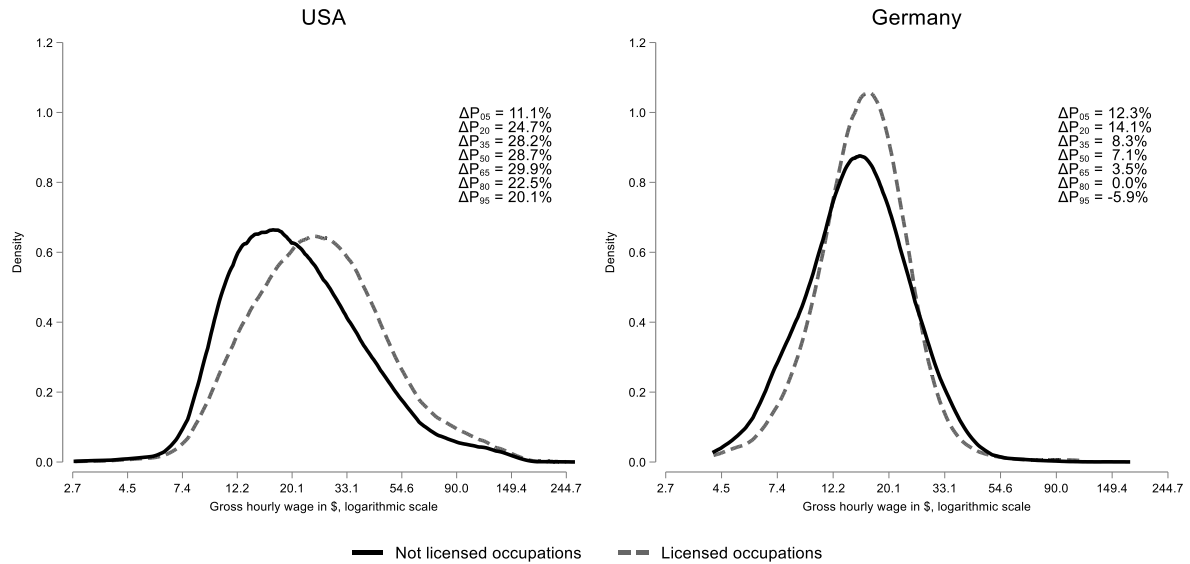 USA
1.2
1.0
0.8
0.6
0.4
0.2
0.0
Density
ΔP05 = 11.1%
ΔP20 = 24.7%
ΔP35 = 28.2%
ΔP50 = 28.7%
ΔP65 = 29.9%
ΔP80 = 22.5%
ΔP95 = 20.1%
2.7 4.5 7.4 12.2 20.1 33.1 54.6 90.0 149.4 244.7
Gross hourly wage in $, logarithmic scale
Germany
1.2
1.0
0.8
0.6
0.4
0.2
0.0
Density
ΔP05 = 12.3%
ΔP20 = 14.1%
ΔP35 = 8.3%
ΔP50 = 7.1%
ΔP65 = 3.5%
ΔP80 = 0.0%
ΔP95 = -5.9%
2.7 4.5 7.4 12.2 20.1 33.1 54.6 90.0 149.4 244.7
Gross hourly wage in $, logarithmic scale
Not licensed occupations
Licensed occupations